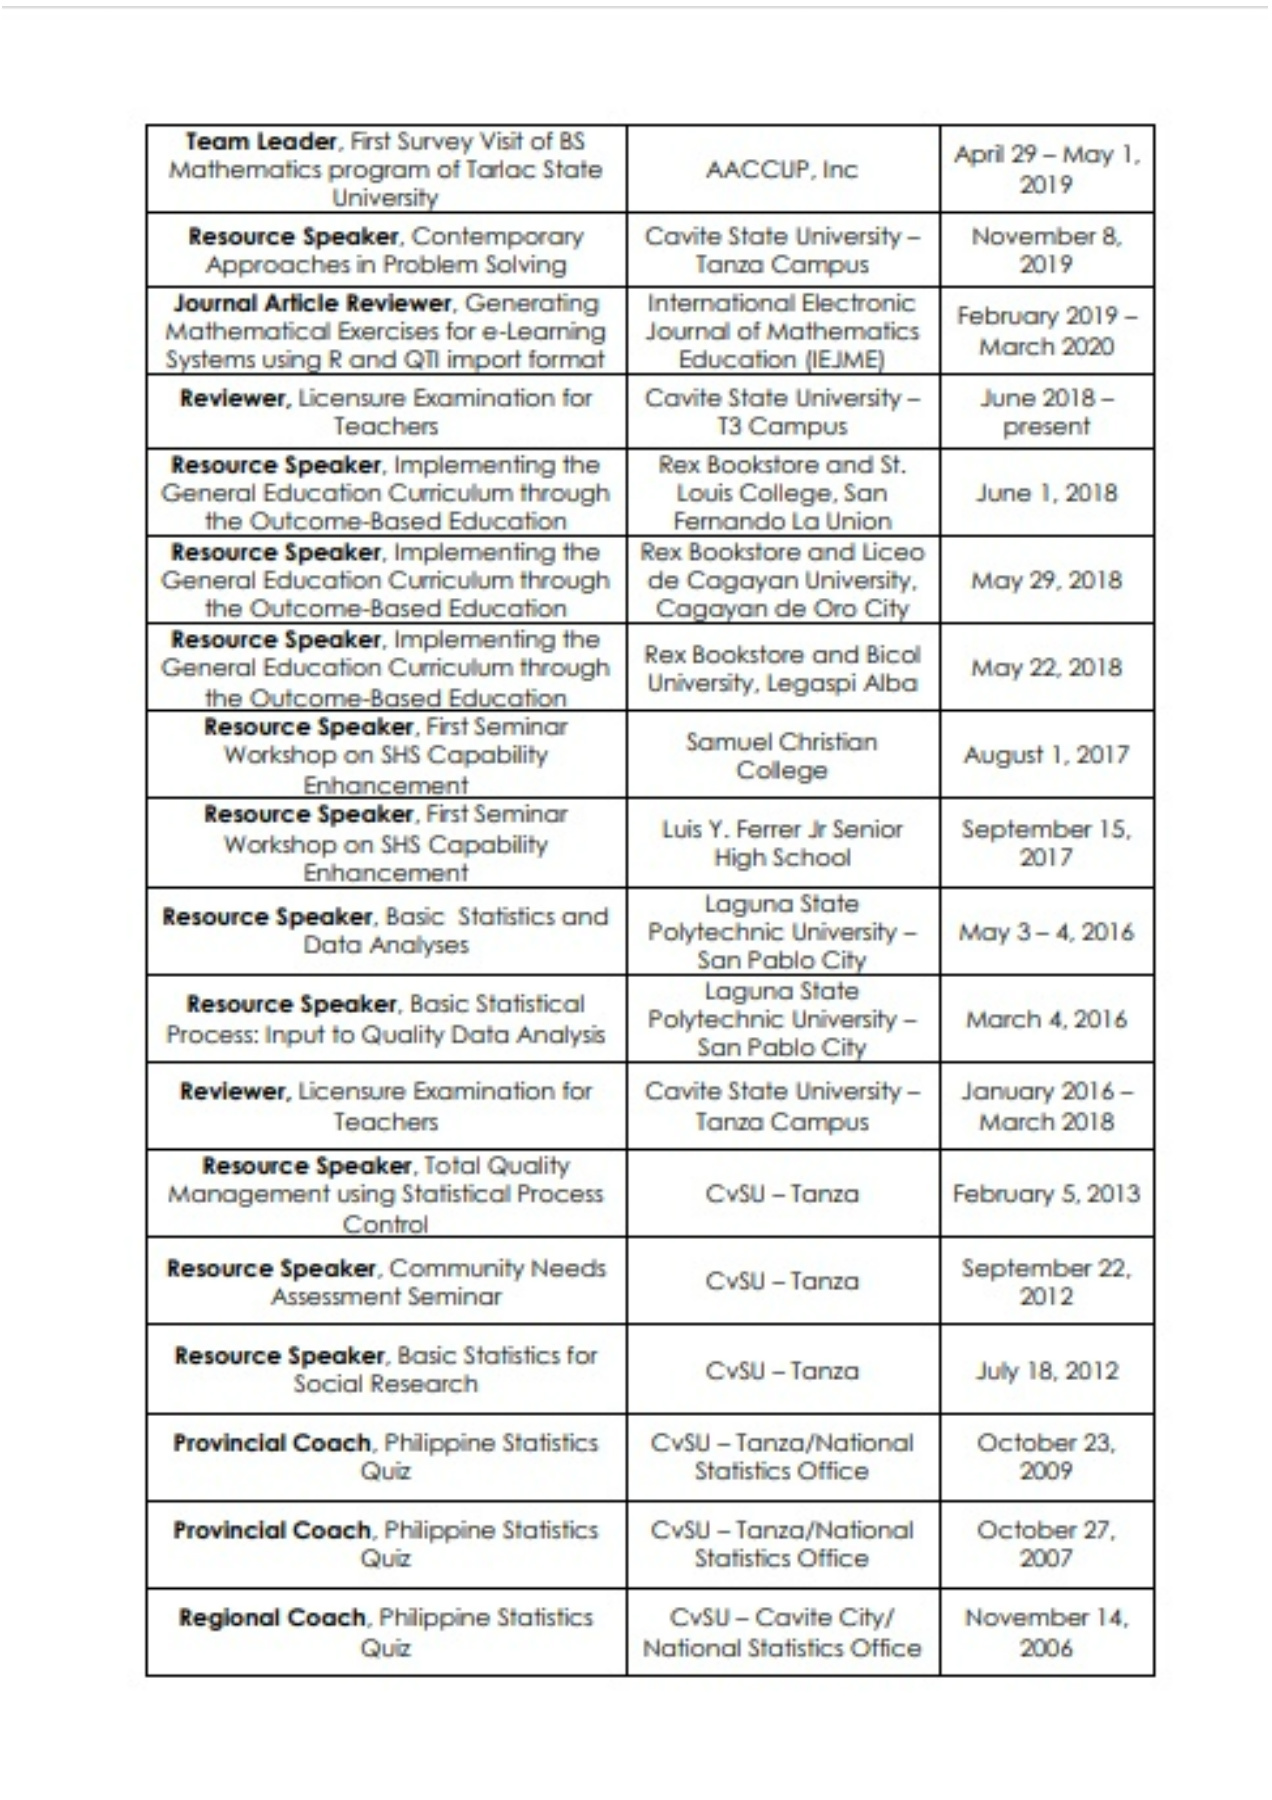 Team Leader, First Survey Visit of BS
Mathematics program of Tarlac State
University
AACCUP, Inc
April 29 – May 1,
2019
Resource Speaker, Contemporary
Approaches in Problem Solving
Cavite State University –
Tanza Campus
November 8,
2019
Journal Article Reviewer, Generating
Mathematical Exercises for e-Learning
Systems using R and QTI import format
International Electronic
Journal of Mathematics
Education (IEJME)
February 2019 –
March 2020
Reviewer, Licensure Examination for
Teachers
Cavite State University –
T3 Campus
June 2018 –
present
Resource Speaker, Implementing the
General Education Curriculum through
the Outcome-Based Education
Rex Bookstore and St.
Louis College, San
Fernando La Union
June 1, 2018
Resource Speaker, Implementing the
General Education Curriculum through
the Outcome-Based Education
Rex Bookstore and Liceo
de Cagayan University,
Cagayan de Oro City
May 29, 2018
Resource Speaker, Implementing the
General Education Curriculum through
the Outcome-Based Education
Rex Bookstore and Bicol
University, Legaspi Alba
May 22, 2018
Resource Speaker, First Seminar
Workshop on SHS Capability
Enhancement
Samuel Christian
College
August 1, 2017
Resource Speaker, First Seminar
Workshop on SHS Capability
Enhancement
Luis Y. Ferrer Jr Senior
High School
September 15,
2017
Resource Speaker, Basic Statistics and
Data Analyses
Laguna State
Polytechnic University –
San Pablo City
May 3 – 4, 2016
Resource Speaker, Basic Statistical
Process: Input to Quality Data Analysis
Laguna State
Polytechnic University –
San Pablo City
March 4, 2016
Reviewer, Licensure Examination for
Teachers
Cavite State University –
Tanza Campus
January 2016 –
March 2018
Resource Speaker, Total Quality
Management using Statistical Process
Control
CvSU – Tanza
February 5, 2013
Resource Speaker, Community Needs
Assessment Seminar
CvSU – Tanza
September 22,
2012
Resource Speaker, Basic Statistics for
Social Research
CvSU – Tanza
July 18, 2012
Provincial Coach, Philippine Statistics
Quiz
CvSU – Tanza/National
Statistics Office
October 23,
2009
Provincial Coach, Philippine Statistics
Quiz
CvSU – Tanza/National
Statistics Office
October 27,
2007
Regional Coach, Philippine Statistics
Quiz
CvSU – Cavite City/
National Statistics Office
November 14,
2006